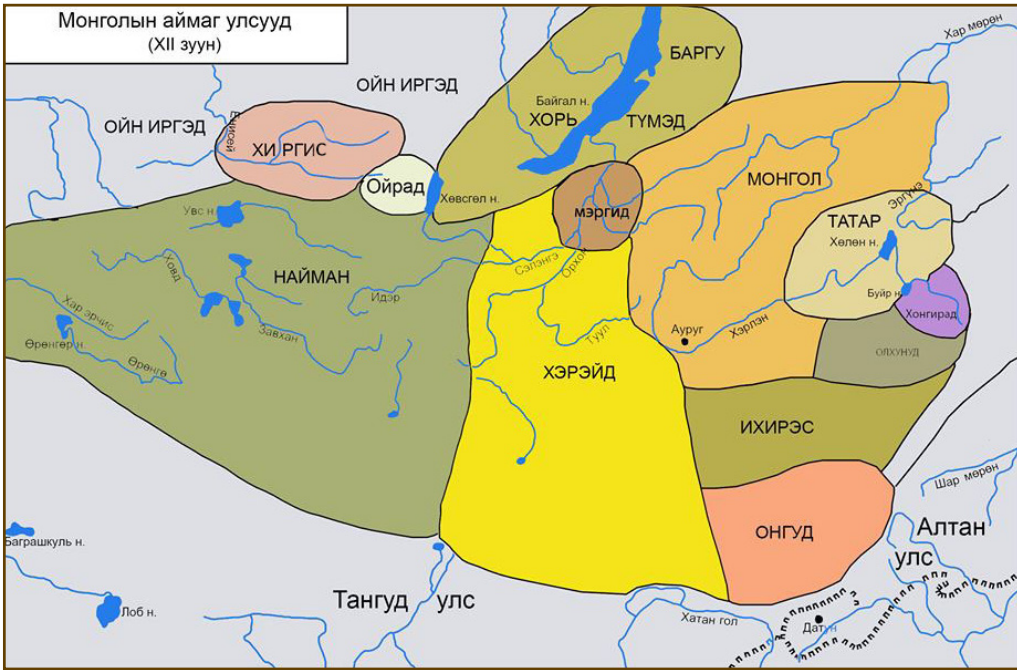 Монголын аймаг улсууд
(XII зуун)
Хар мөрөн
БАРГУ
ОЙН ИРГЭД
Байгал н.
ХОРЬ
ТҮМЭД
ОЙН ИРГЭД
Енисей
ХИРГИС
МОНГОЛ
Ойрад
Хөвсгөл н.
мэргид
Эргүнэ
Увс н.
ТАТАР
Хөлөн н.
Сэлэнгэ
Орхон
Ховд
НАЙМАН
Идэр
Буйр н.
Хонгирад
Хар эрчис
Завхан
Туул
Ауруг
Хэрлэн
Өрөнгөр н.
Өрөнгө
ОЛХУНУД
ХЭРЭЙД
ИХИРЭС
Шар мөрөн
Баграшкуль н.
ОНГУД
Алтан
улс
Тангуд улс
Лоб н.
Хатан гол
Датун